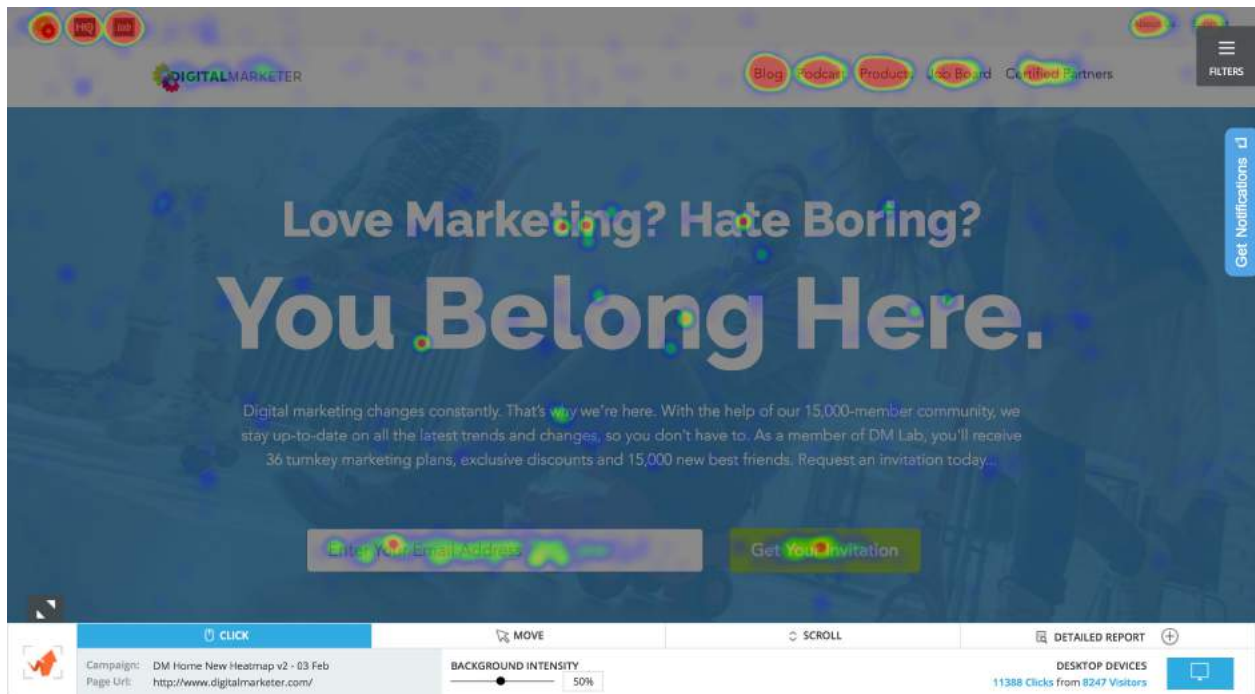 HQ lab
About Us
FILTERS
DIGITALMARKETER
Blog Podcast Products Job Board Certified Partners
Get Notifications
Love Marketing? Hate Boring?
You Belong Here.
Digital marketing changes constantly. That's why we're here. With the help of our 15,000-member community, we
stay up-to-date on all the latest trends and changes, so you don't have to. As a member of DM Lab, you'll receive
36 turnkey marketing plans, exclusive discounts and 15,000 new best friends. Request an invitation today...
Enter Your Email Address
Get Your Invitation
CLICK MOVE SCROLL DETAILED REPORT
Campaign: DM Home New Heatmap v2 - 03 Feb
Page Url: http://www.digitalmarketer.com/
BACKGROUND INTENSITY
50%
DESKTOP DEVICES
11388 Clicks from 8247 Visitors